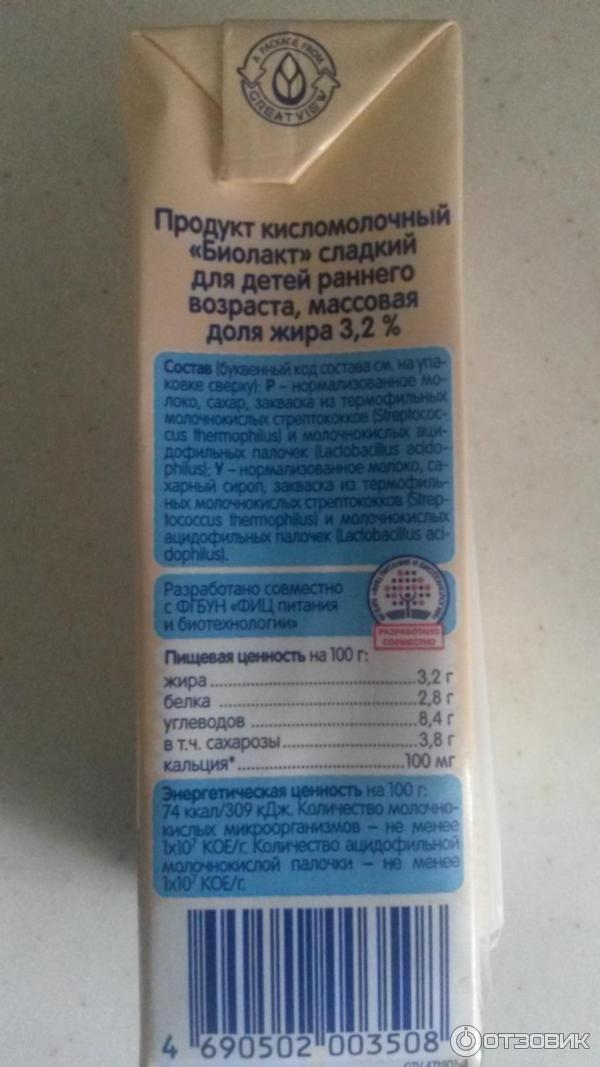 A PACKAGE FROM
GREATVIEW
Продукт кисломолочный
«Биолакт» сладкий
для детей раннего
возраста, массовая
доля жира 3,2 %
Состав (буквенный код состава см. на упа-
ковке сверху): Р – нормализованное мо-
локо, сахар, закваска из термофильных
молочнокислых стрептококков (Streptococ-
cus thermophilus) и молочнокислых аци-
дофильных палочек (Lactobacillus acido-
philus); У – нормализованное молоко, са-
харный сироп, закваска из термофиль-
ных молочнокислых стрептококков (Strep-
tococcus thermophilus) и молочнокислых
ацидофильных палочек (Lactobacillus aci-
dophilus).
Разработано совместно
с ФГБУН «ФИЦ питания
и биотехнологии»
ФГБУН «ФИЦ ПИТАНИЯ И БИОТЕХНОЛОГИИ»
РАЗРАБОТАНО
СОВМЕСТНО
Пищевая ценность на 100 г:
жира ..... 3,2 г
белка ..... 2,8 г
углеводов ..... 8,4 г
в т.ч. сахарозы ..... 3,8 г
кальция* ..... 100 мг
Энергетическая ценность на 100 г:
74 ккал/309 кДж. Количество молочно-
кислых микроорганизмов – не менее
1х10⁷ КОЕ/г. Количество ацидофильной
молочнокислой палочки – не менее
1х10⁷ КОЕ/г.
4 690502 003508
ОТЗОВИК